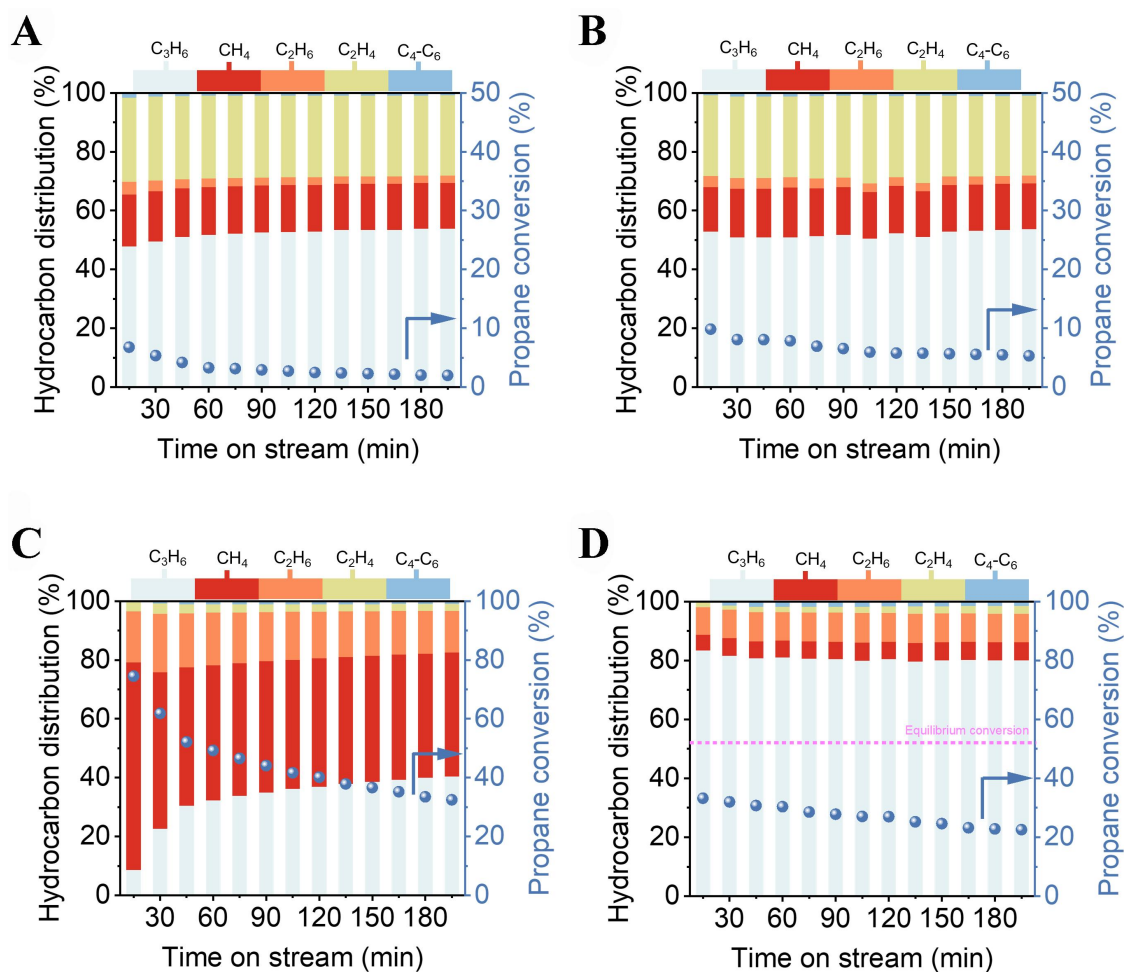 A
C₃H₆ CH₄ C₂H₆ C₂H₄ C₄-C₆
Hydrocarbon distribution (%)
100
80
60
40
20
0
50
40
30
20
10
0
Propane conversion (%)
30 60 90 120 150 180
Time on stream (min)
B
C₃H₆ CH₄ C₂H₆ C₂H₄ C₄-C₆
Hydrocarbon distribution (%)
100
80
60
40
20
0
50
40
30
20
10
0
Propane conversion (%)
30 60 90 120 150 180
Time on stream (min)
C
C₃H₆ CH₄ C₂H₆ C₂H₄ C₄-C₆
Hydrocarbon distribution (%)
100
80
60
40
20
0
100
80
60
40
20
0
Propane conversion (%)
30 60 90 120 150 180
Time on stream (min)
D
C₃H₆ CH₄ C₂H₆ C₂H₄ C₄-C₆
Hydrocarbon distribution (%)
100
80
60
40
20
0
Equilibrium conversion
100
80
60
40
20
0
Propane conversion (%)
30 60 90 120 150 180
Time on stream (min)